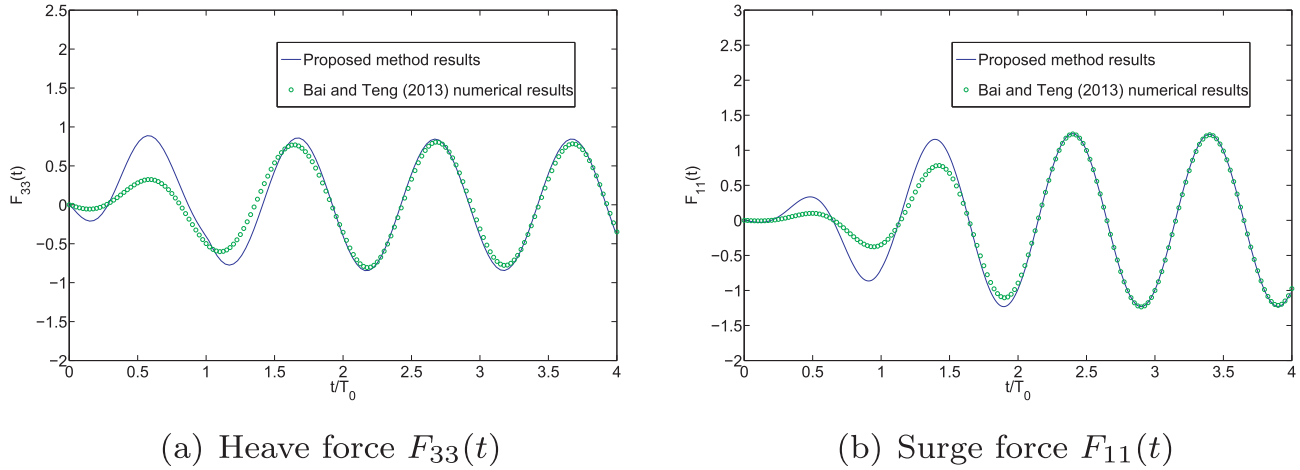 2.5
2
1.5
1
0.5
0
−0.5
−1
−1.5
−2
F33(t)
0 0.5 1 1.5 2 2.5 3 3.5 4
t/T0
Proposed method results
Bai and Teng (2013) numerical results
(a) Heave force F33(t)
3
2.5
2
1.5
1
0.5
0
−0.5
−1
−1.5
−2
F11(t)
0 0.5 1 1.5 2 2.5 3 3.5 4
t/T0
Proposed method results
Bai and Teng (2013) numerical results
(b) Surge force F11(t)